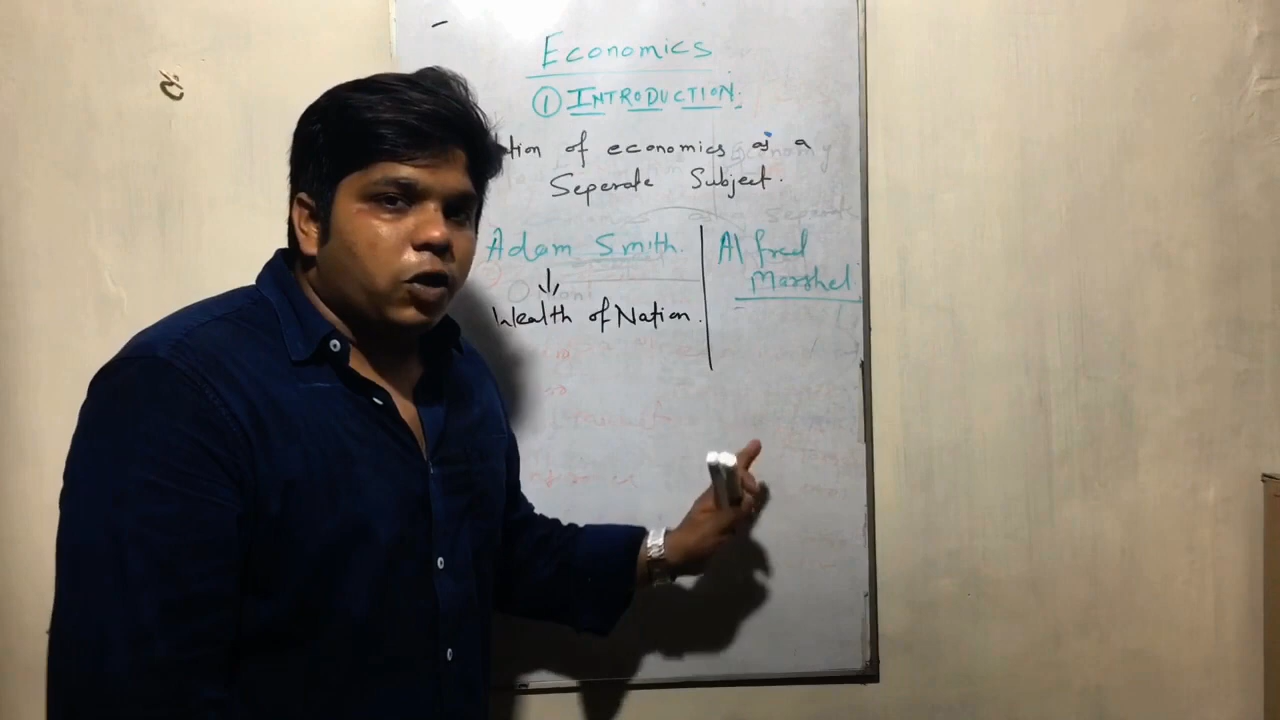 Economics
① INTRODUCTION.
tion of economics as a
Seperate Subject.
Adam Smith.
Wealth of Nation.
Alfred
Marshel